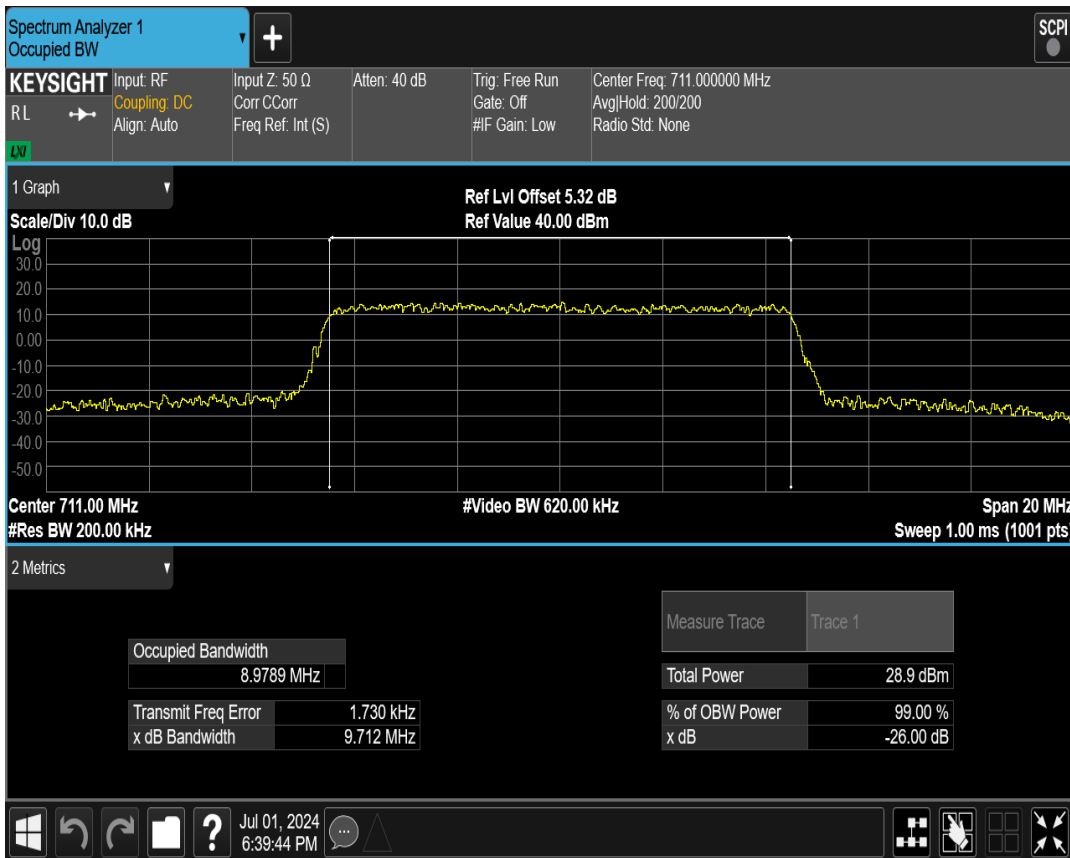 Spectrum Analyzer 1
Occupied BW
+
SCPI
KEYSIGHT
R L
LXI
Input: RF
Coupling: DC
Align: Auto
Input Z: 50 Ω
Corr CCorr
Freq Ref: Int (S)
Atten: 40 dB
Trig: Free Run
Gate: Off
#IF Gain: Low
Center Freq: 711.000000 MHz
Avg|Hold: 200/200
Radio Std: None
1 Graph
Ref Lvl Offset 5.32 dB
Scale/Div 10.0 dB
Ref Value 40.00 dBm
Log
30.0
20.0
10.0
0.00
-10.0
-20.0
-30.0
-40.0
-50.0
Center 711.00 MHz
#Video BW 620.00 kHz
Span 20 MHz
#Res BW 200.00 kHz
Sweep 1.00 ms (1001 pts)
2 Metrics
Occupied Bandwidth
8.9789 MHz
Transmit Freq Error 1.730 kHz
x dB Bandwidth 9.712 MHz
Measure Trace Trace 1
Total Power 28.9 dBm
% of OBW Power 99.00 %
x dB -26.00 dB
?
Jul 01, 2024
6:39:44 PM